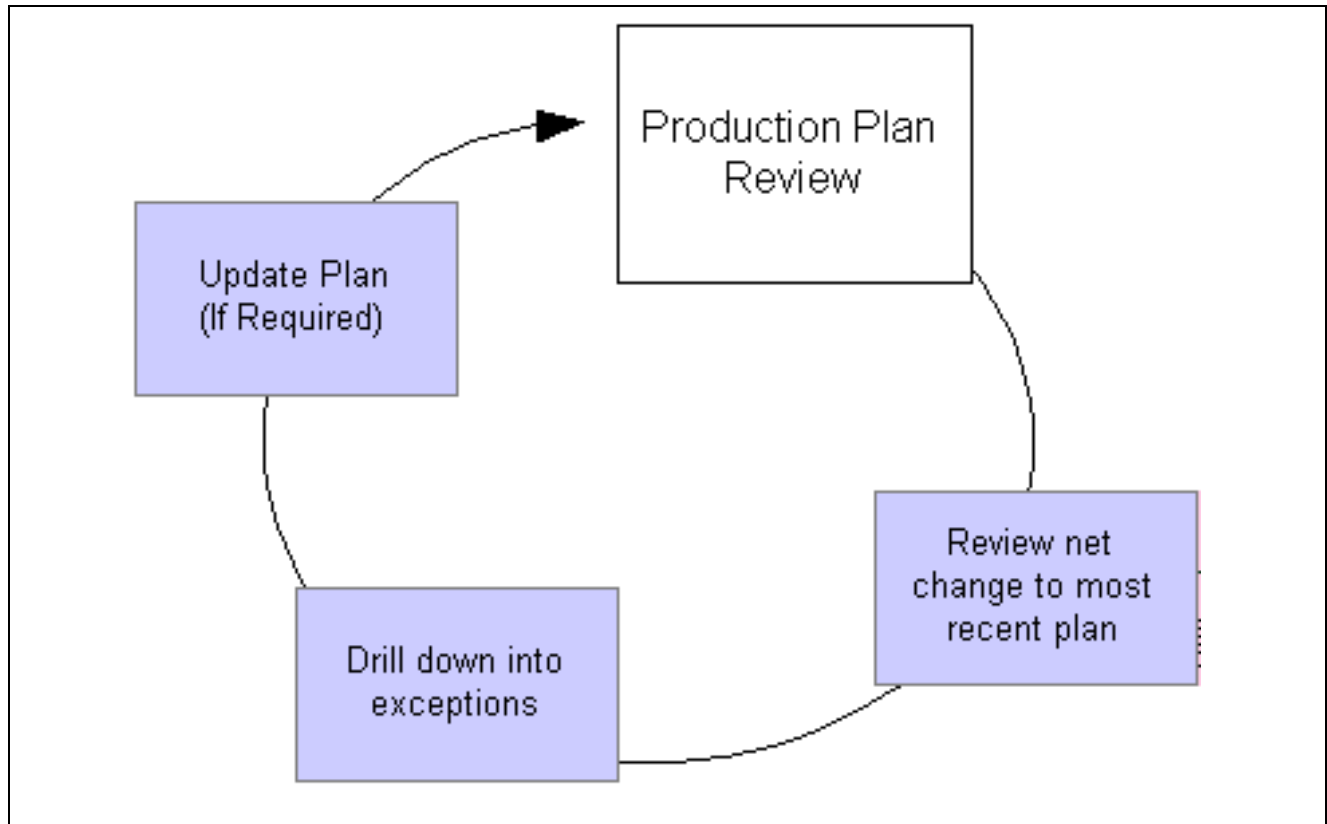 Production Plan
Review
Update Plan
(If Required)
Review net
change to most
recent plan
Drill down into
exceptions